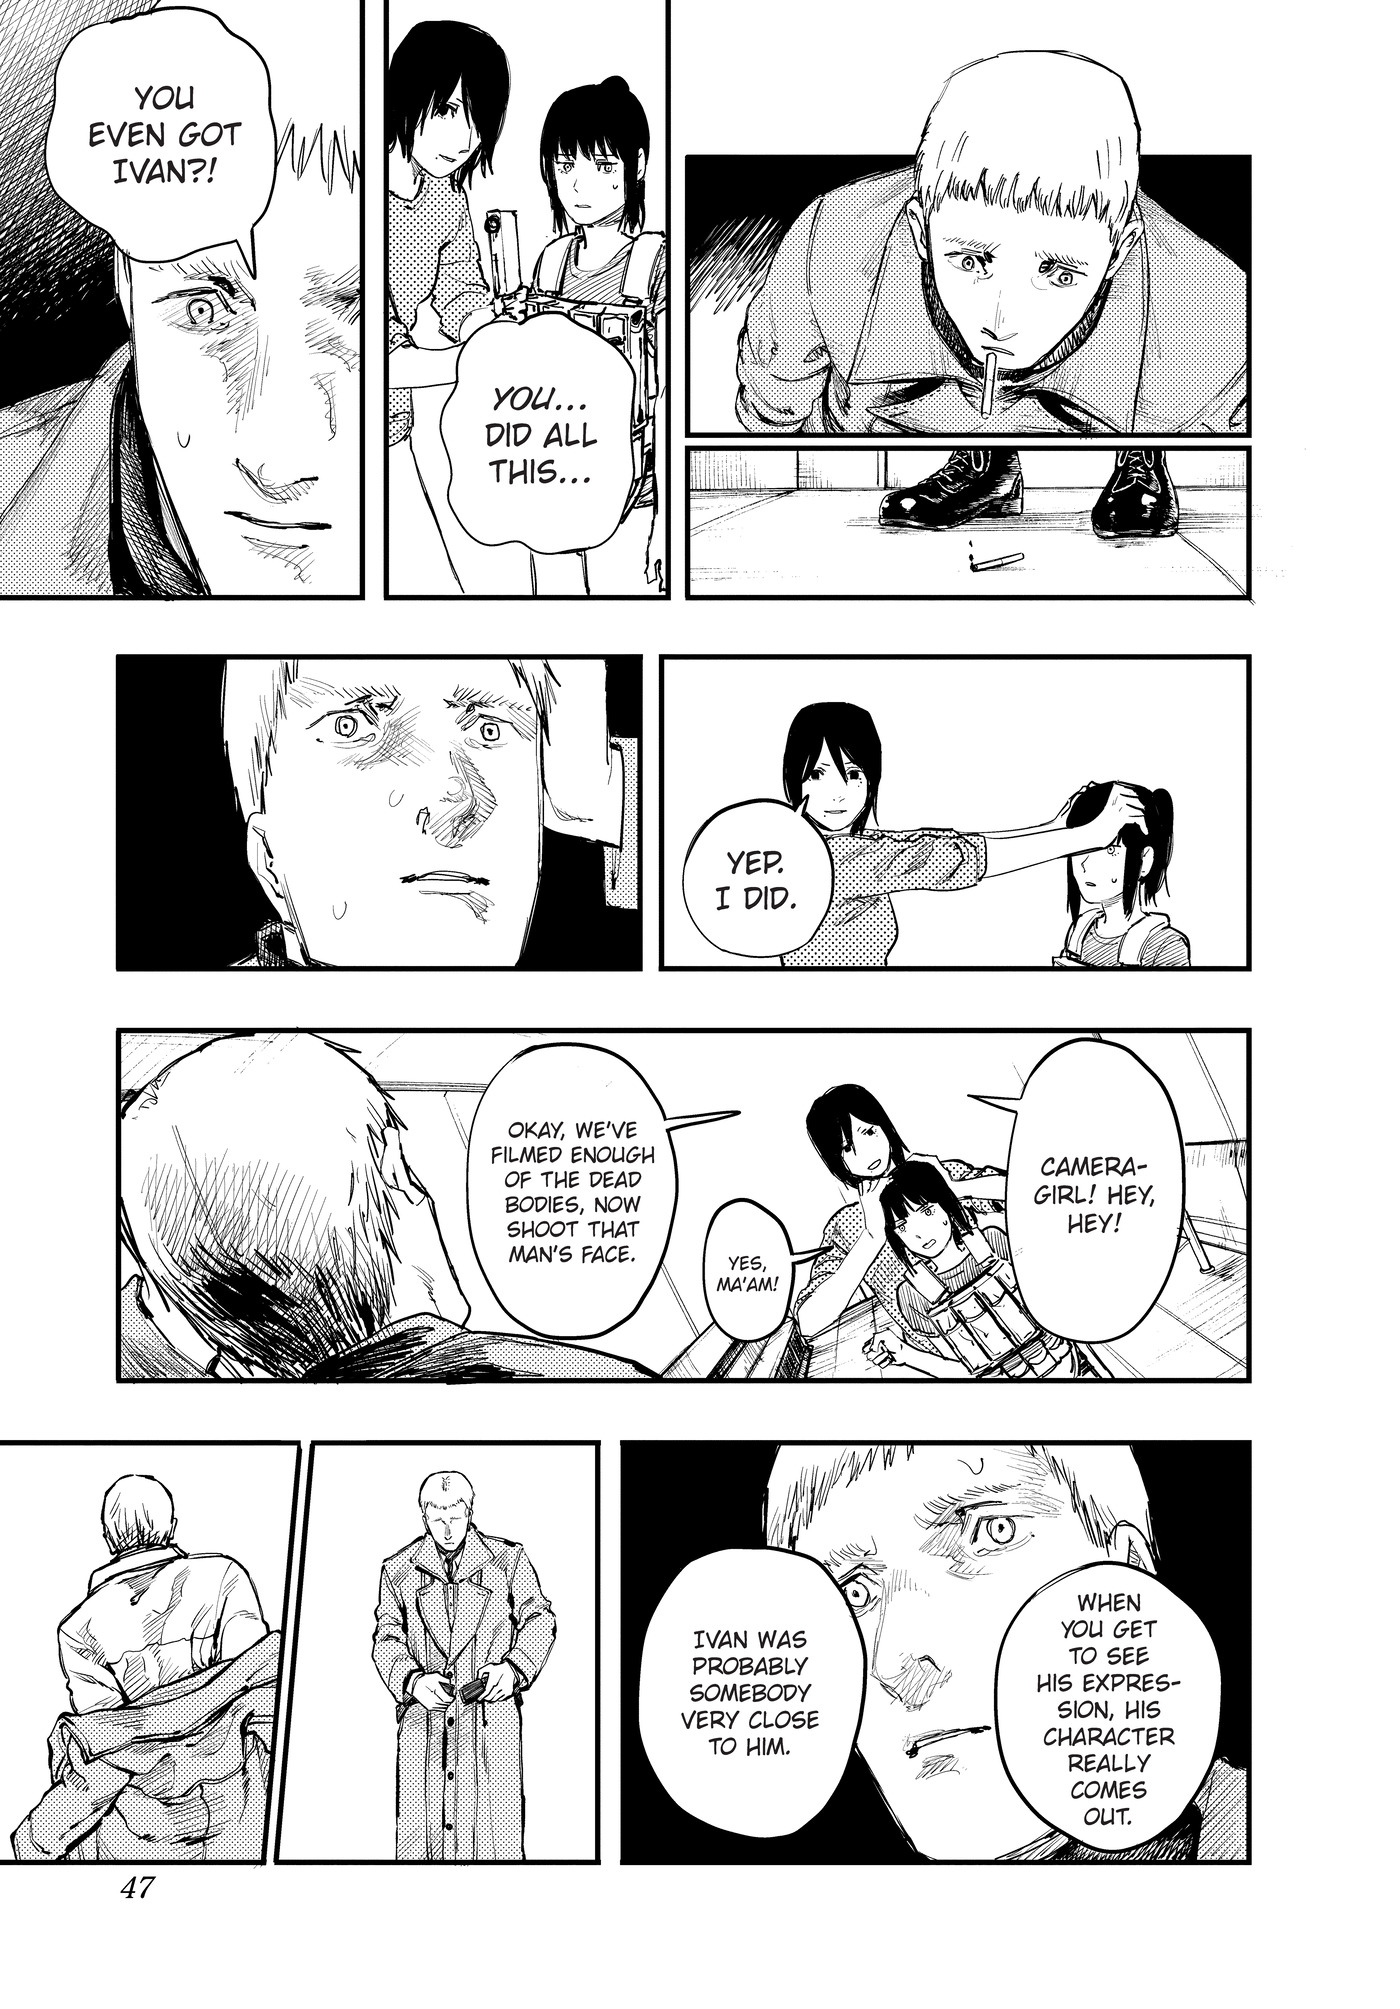 YOU...
DID ALL
THIS...
YOU
EVEN GOT
IVAN?!
YEP.
I DID.
CAMERA-
GIRL! HEY,
HEY!
YES,
MA'AM!
OKAY, WE'VE
FILMED ENOUGH
OF THE DEAD
BODIES, NOW
SHOOT THAT
MAN'S FACE.
WHEN
YOU GET
TO SEE
HIS EXPRES-
SION, HIS
CHARACTER
REALLY
COMES
OUT.
IVAN WAS
PROBABLY
SOMEBODY
VERY CLOSE
TO HIM.
47